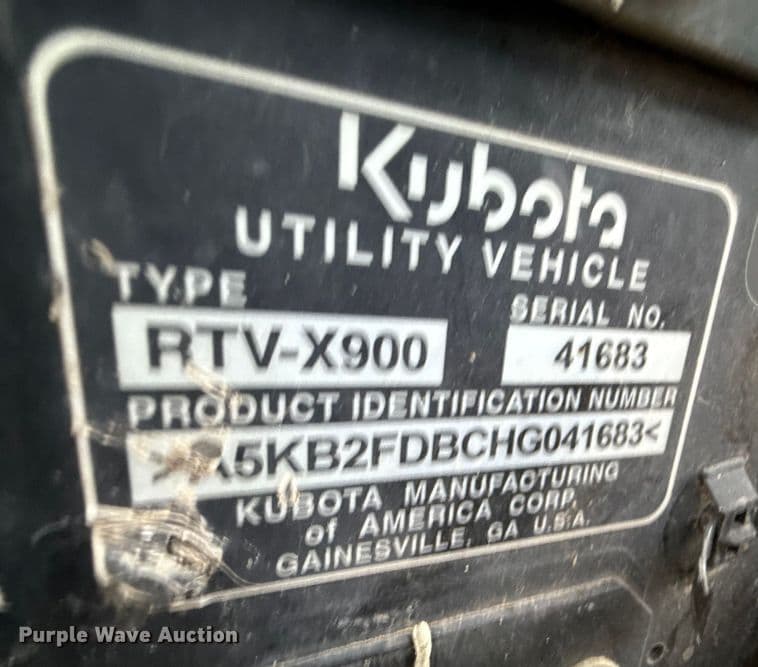 Kubota
UTILITY VEHICLE
TYPE
SERIAL NO.
RTV-X900
41683
PRODUCT IDENTIFICATION NUMBER
>A5KB2FDBCHG041683<
KUBOTA MANUFACTURING
of AMERICA CORP.
GAINESVILLE, GA U.S.A.
Purple Wave Auction